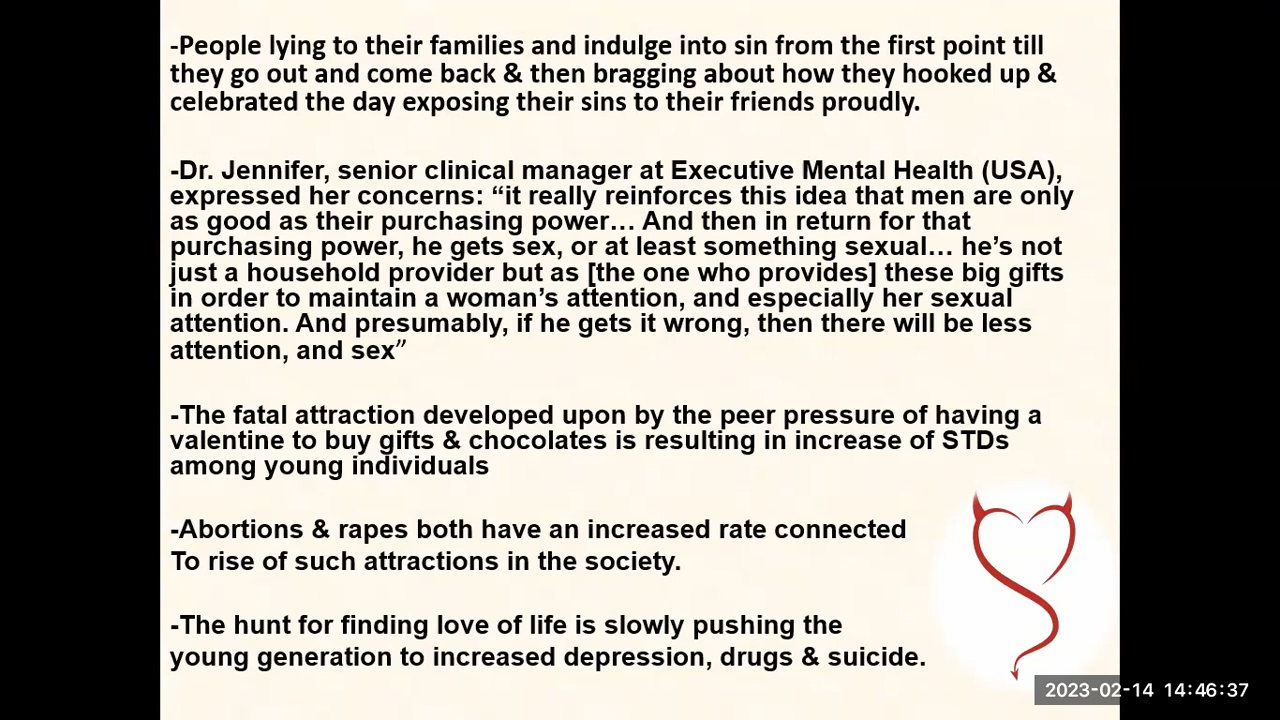 -People lying to their families and indulge into sin from the first point till
they go out and come back & then bragging about how they hooked up &
celebrated the day exposing their sins to their friends proudly.
-Dr. Jennifer, senior clinical manager at Executive Mental Health (USA),
expressed her concerns: “it really reinforces this idea that men are only
as good as their purchasing power… And then in return for that
purchasing power, he gets sex, or at least something sexual… he’s not
just a household provider but as [the one who provides] these big gifts
in order to maintain a woman’s attention, and especially her sexual
attention. And presumably, if he gets it wrong, then there will be less
attention, and sex”
-The fatal attraction developed upon by the peer pressure of having a
valentine to buy gifts & chocolates is resulting in increase of STDs
among young individuals
-Abortions & rapes both have an increased rate connected
To rise of such attractions in the society.
-The hunt for finding love of life is slowly pushing the
young generation to increased depression, drugs & suicide.
2023-02-14 14:46:37